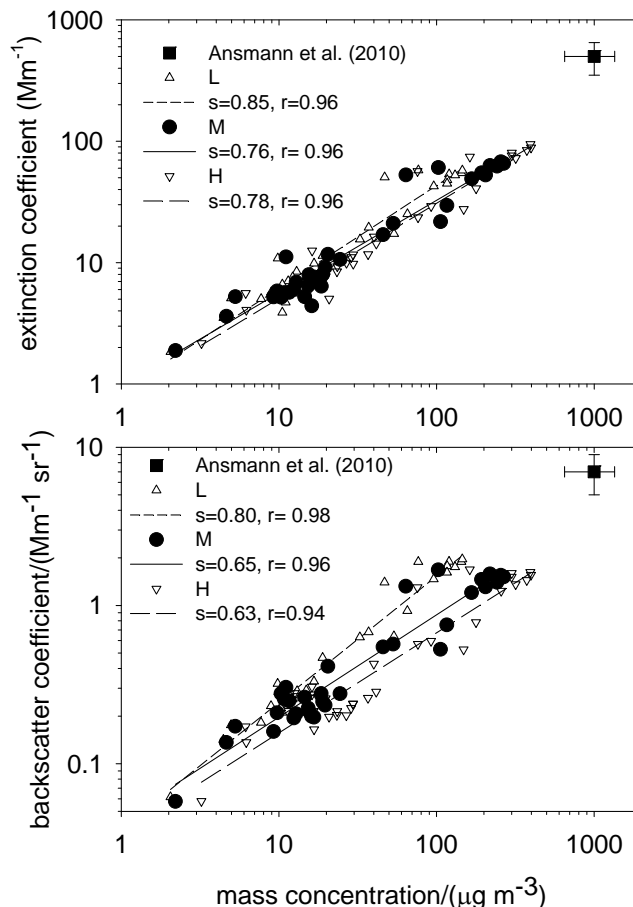 1000
100
10
1
extinction coefficient (Mm⁻¹)
Ansmann et al. (2010)
L
s=0.85, r=0.96
M
s=0.76, r= 0.96
H
s=0.78, r= 0.96
1 10 100 1000
10
1
0.1
backscatter coefficient/(Mm⁻¹ sr⁻¹)
Ansmann et al. (2010)
L
s=0.80, r= 0.98
M
s=0.65, r= 0.96
H
s=0.63, r=0.94
1 10 100 1000
mass concentration/(μg m⁻³)